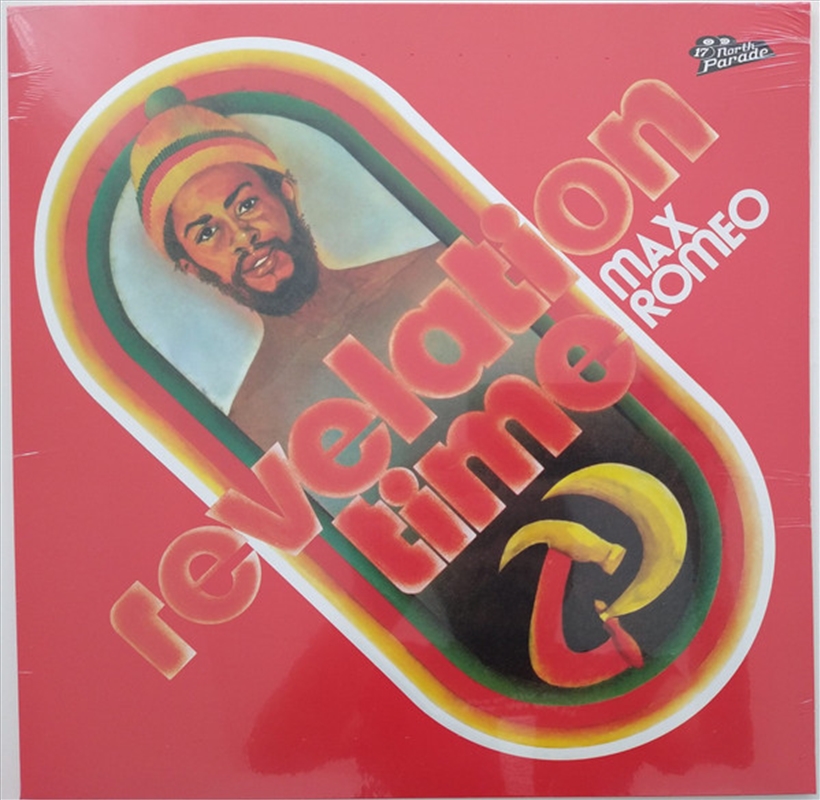 17 North
Parade
revelation
time
MAX
ROMEO